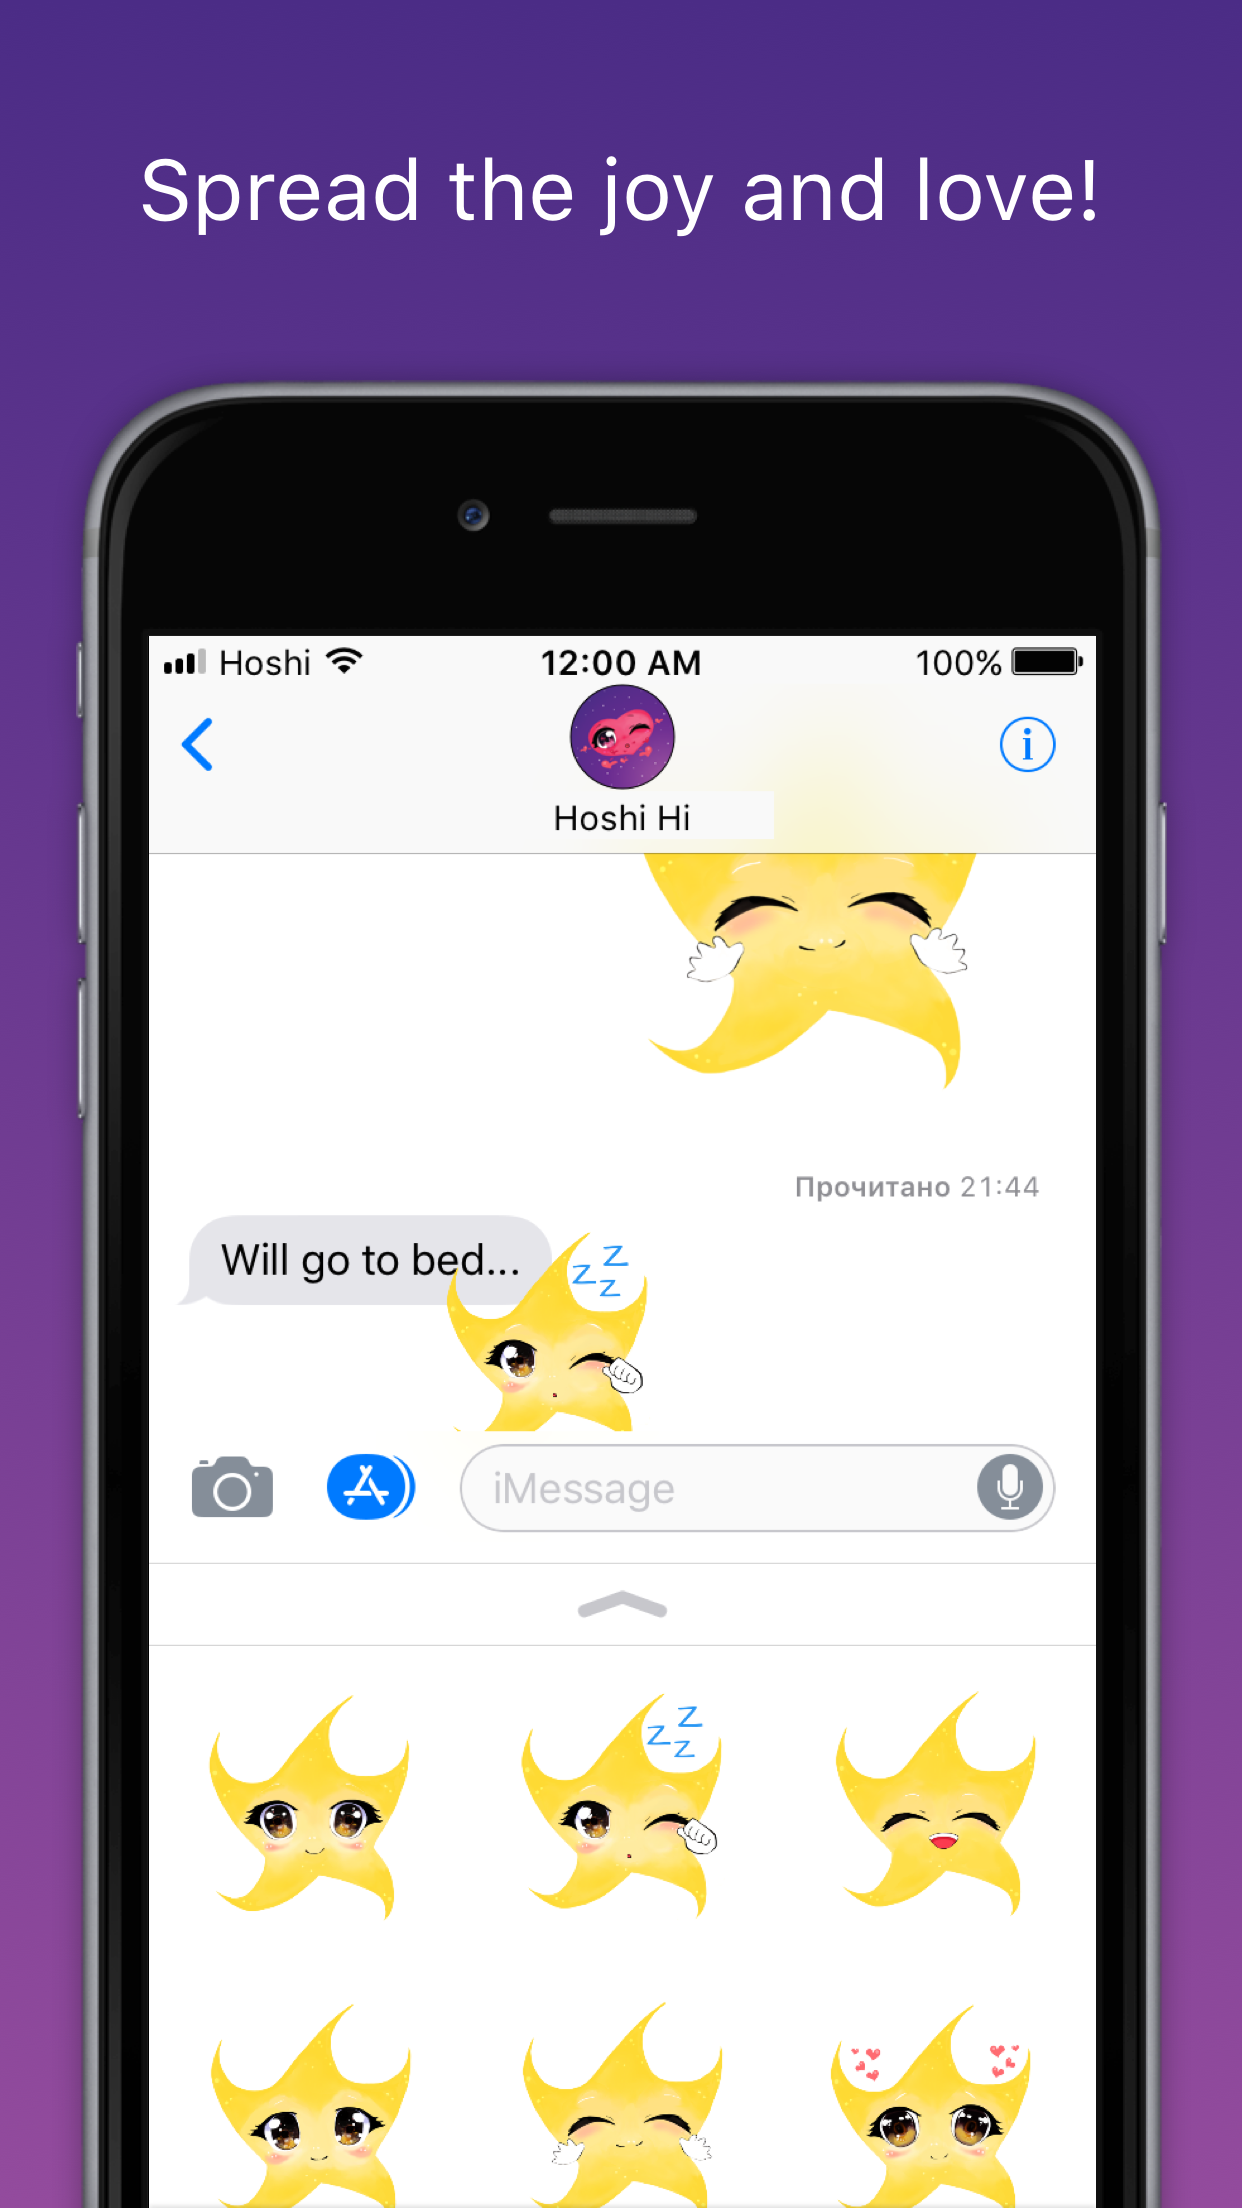 Spread the joy and love!
Hoshi 12:00 AM 100%
Hoshi Hi
Прочитано 21:44
Will go to bed...
z z z
iMessage
z z z